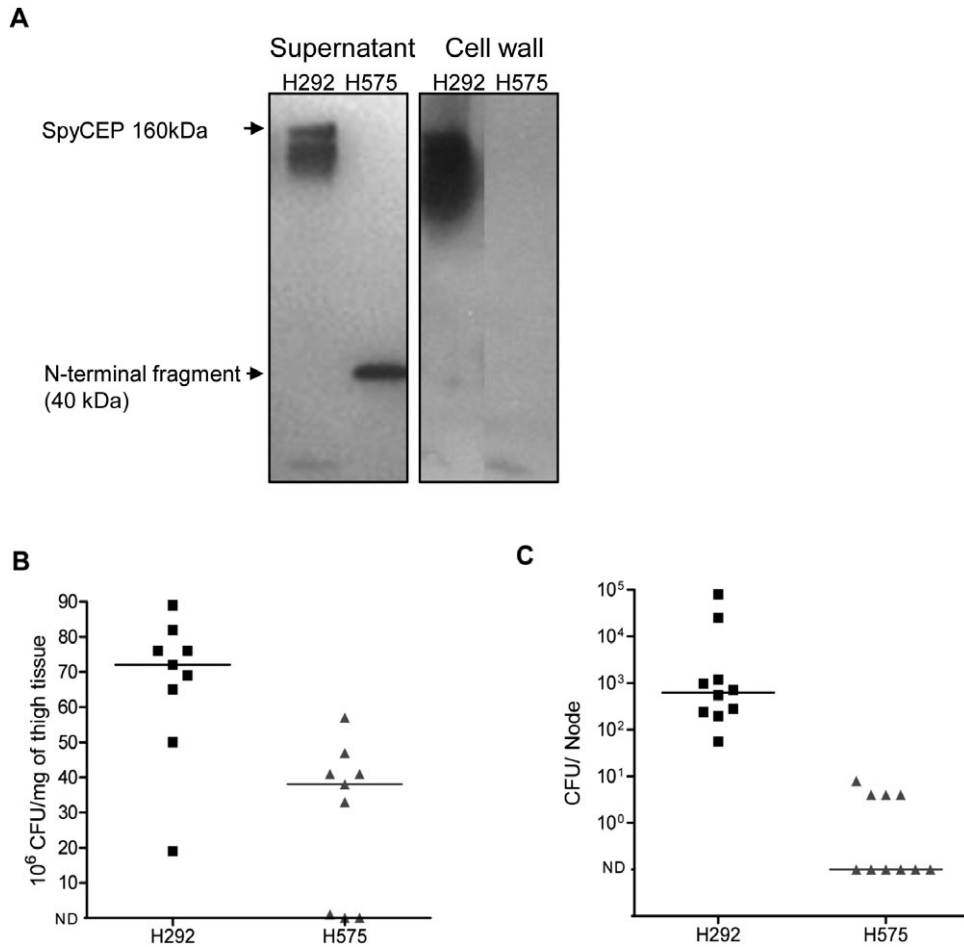 A
Supernatant Cell wall
H292 H575 H292 H575
SpyCEP 160kDa
N-terminal fragment
(40 kDa)
B
10⁶ CFU/mg of thigh tissue
90
80
70
60
50
40
30
20
10
ND
H292 H575
C
CFU/ Node
10⁵
10⁴
10³
10²
10¹
10⁰
ND
H292 H575